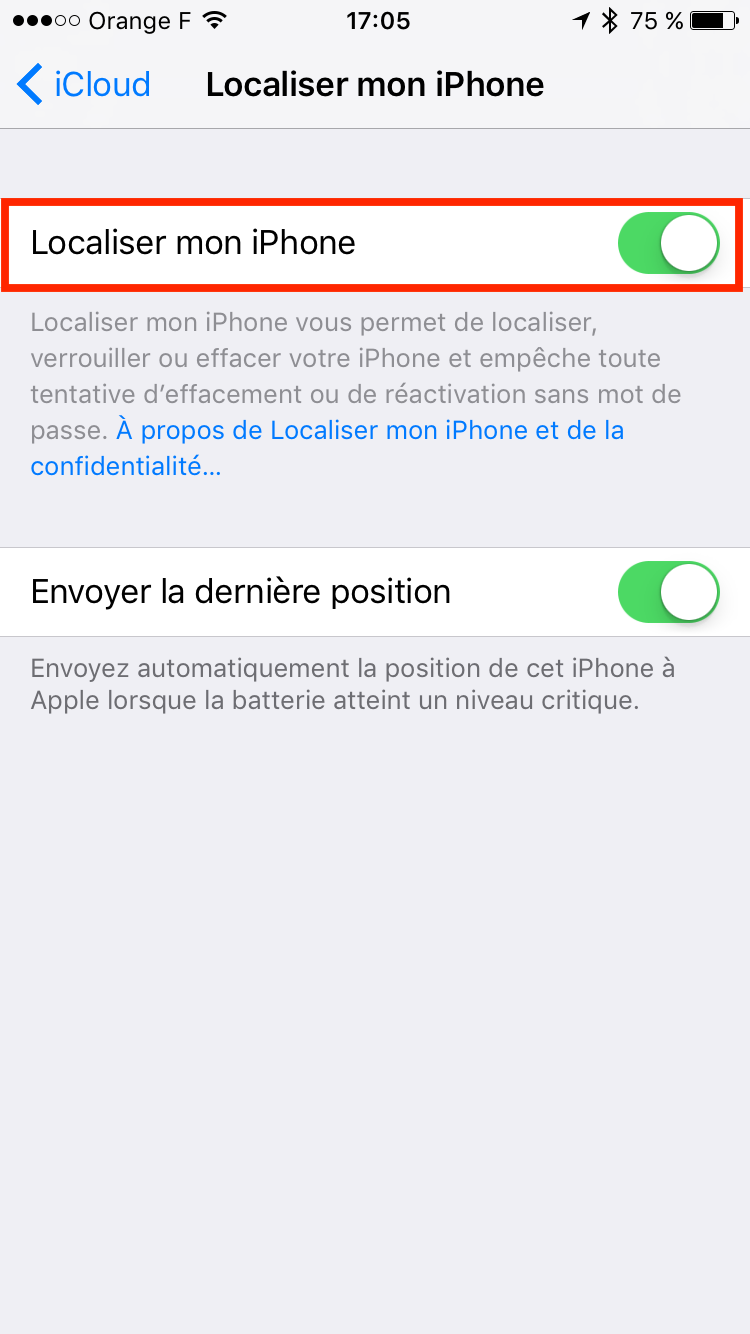 Orange F 17:05 75 %
iCloud Localiser mon iPhone
Localiser mon iPhone
Localiser mon iPhone vous permet de localiser,
verrouiller ou effacer votre iPhone et empêche toute
tentative d’effacement ou de réactivation sans mot de
passe. À propos de Localiser mon iPhone et de la
confidentialité...
Envoyer la dernière position
Envoyez automatiquement la position de cet iPhone à
Apple lorsque la batterie atteint un niveau critique.